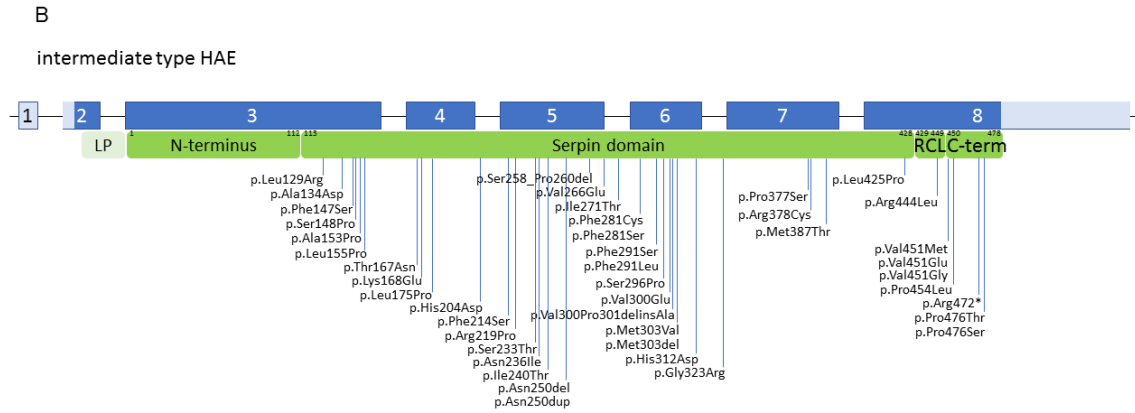 B
intermediate type HAE
1 2 3 4 5 6 7 8
1 112 113 428 429 449 450 478
LP N-terminus Serpin domain RCL C-term
p.Leu129Arg
p.Ala134Asp
p.Phe147Ser
p.Ser148Pro
p.Ala153Pro
p.Leu155Pro
p.Thr167Asn
p.Lys168Glu
p.Leu175Pro
p.His204Asp
p.Phe214Ser
p.Arg219Pro
p.Ser233Thr
p.Asn236Ile
p.Ile240Thr
p.Asn250del
p.Asn250dup
p.Ser258_Pro260del
p.Val266Glu
p.Ile271Thr
p.Phe281Cys
p.Phe281Ser
p.Phe291Ser
p.Phe291Leu
p.Ser296Pro
p.Val300Glu
p.Val300Pro301delinsAla
p.Met303Val
p.Met303del
p.His312Asp
p.Gly323Arg
p.Pro377Ser
p.Arg378Cys
p.Met387Thr
p.Leu425Pro
p.Arg444Leu
p.Val451Met
p.Val451Glu
p.Val451Gly
p.Pro454Leu
p.Arg472*
p.Pro476Thr
p.Pro476Ser